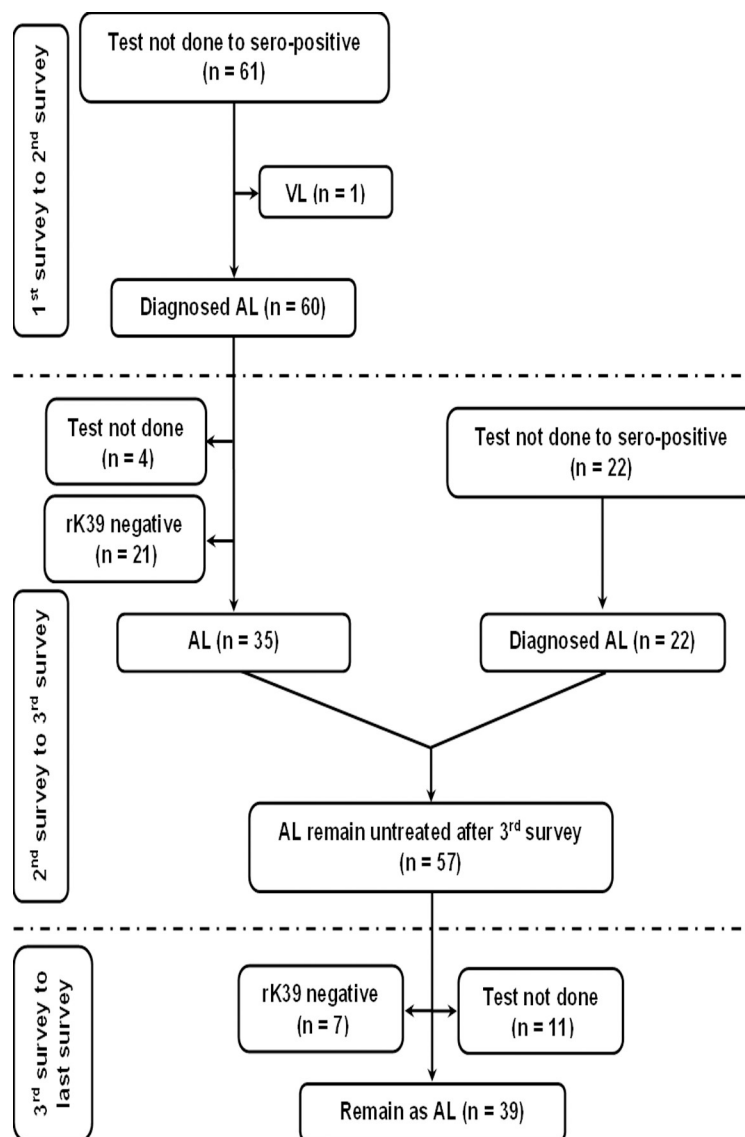 1st survey to 2nd survey
Test not done to sero-positive
(n = 61)
VL (n = 1)
Diagnosed AL (n = 60)
2nd survey to 3rd survey
Test not done
(n = 4)
rK39 negative
(n = 21)
AL (n = 35)
Test not done to sero-positive
(n = 22)
Diagnosed AL (n = 22)
AL remain untreated after 3rd survey
(n = 57)
3rd survey to
last survey
rK39 negative
(n = 7)
Test not done
(n = 11)
Remain as AL (n = 39)